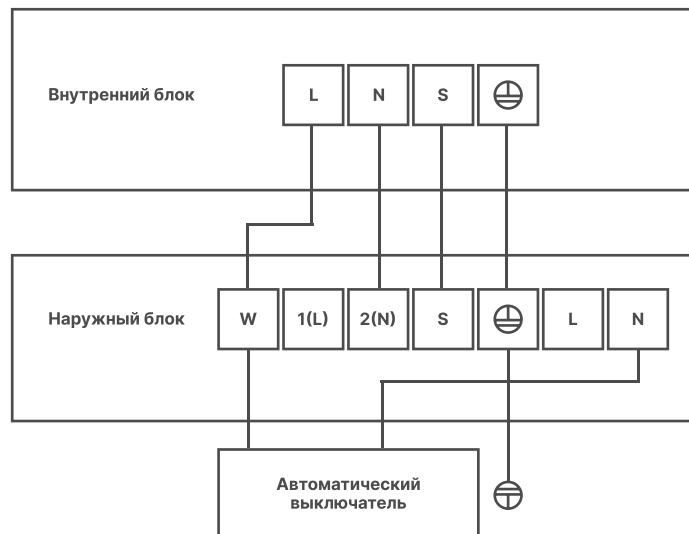 Внутренний блок
L N S
Наружный блок
W 1(L) 2(N) S L N
Автоматический
выключатель